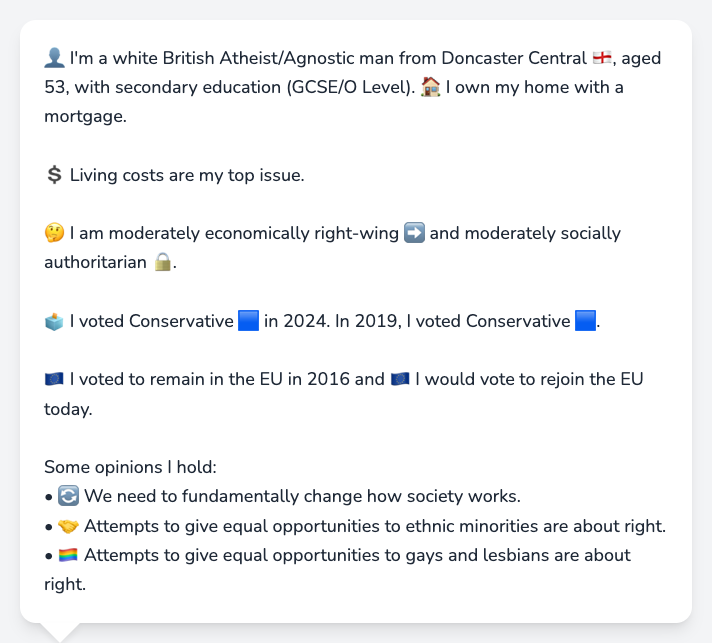 👤 I'm a white British Atheist/Agnostic man from Doncaster Central 🏴󠁧󠁢󠁥󠁮󠁧󠁿, aged
53, with secondary education (GCSE/O Level). 🏠 I own my home with a
mortgage.
💲 Living costs are my top issue.
🤔 I am moderately economically right-wing ➡️ and moderately socially
authoritarian 🔒.
🗳️ I voted Conservative 🟦 in 2024. In 2019, I voted Conservative 🟦.
🇪🇺 I voted to remain in the EU in 2016 and 🇪🇺 I would vote to rejoin the EU
today.
Some opinions I hold:
• 🔄 We need to fundamentally change how society works.
• 🤝 Attempts to give equal opportunities to ethnic minorities are about right.
• 🏳️‍🌈 Attempts to give equal opportunities to gays and lesbians are about
right.